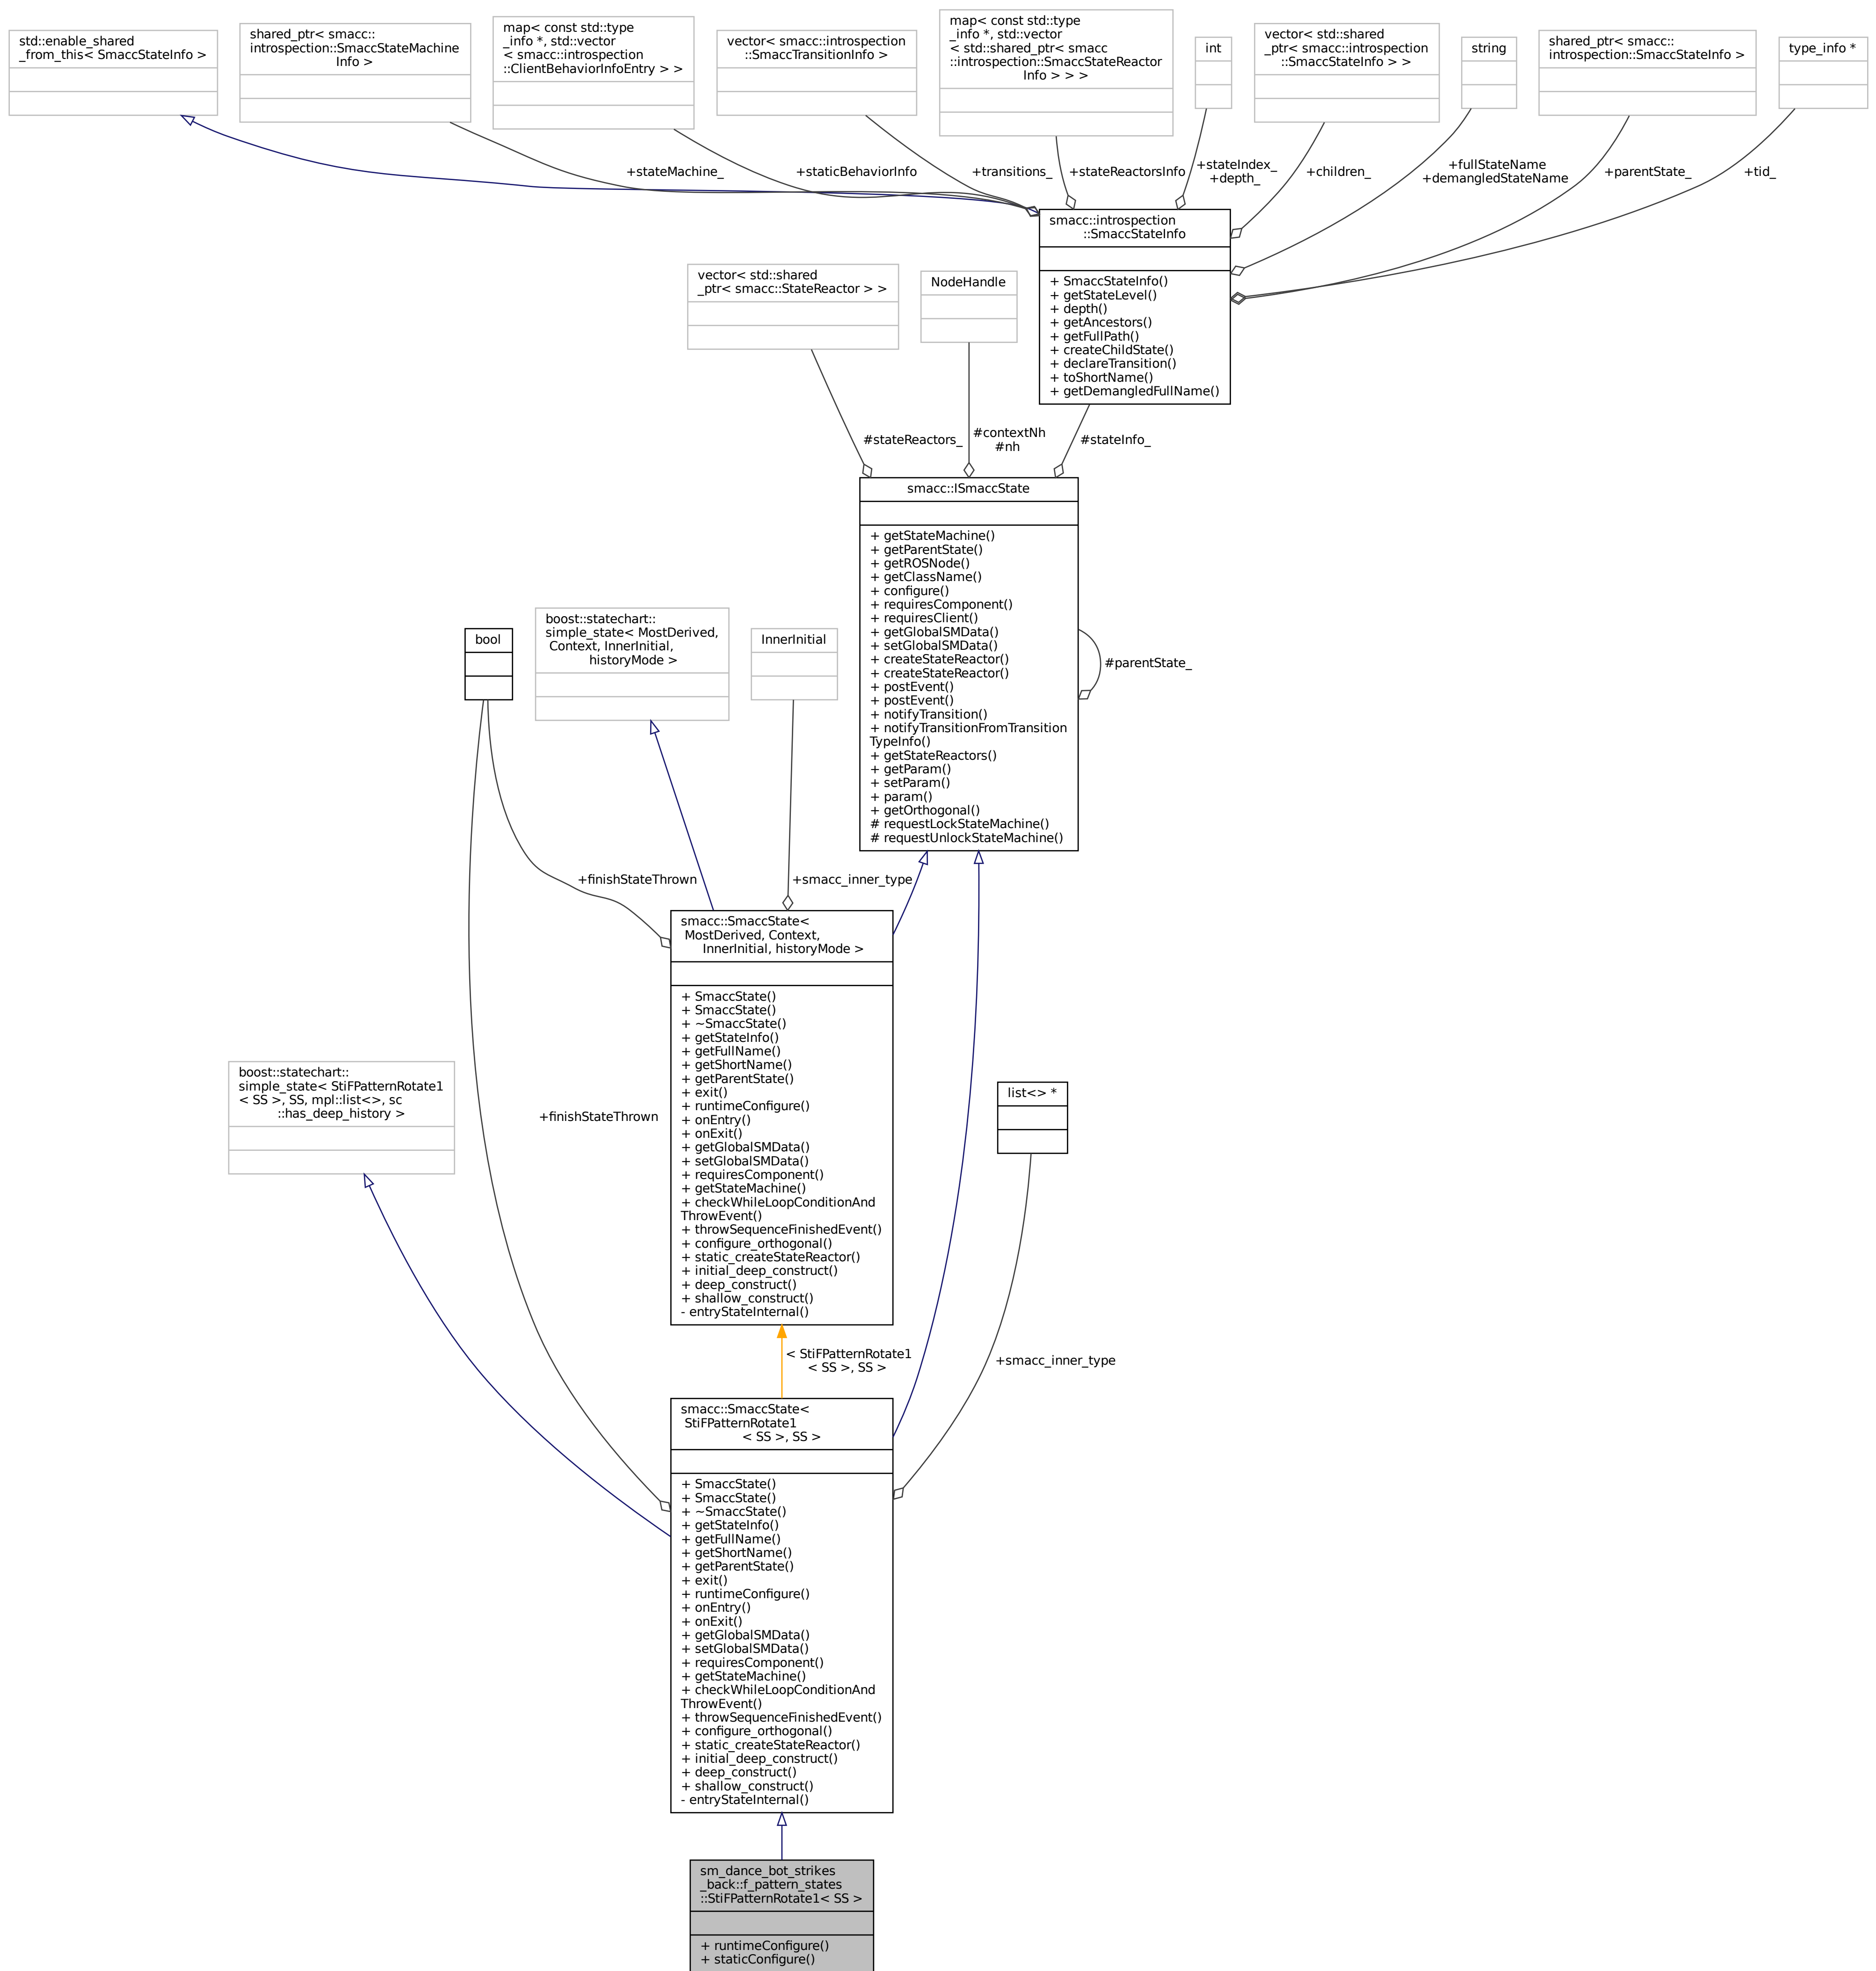 std::enable_shared
_from_this< SmaccStateInfo >
shared_ptr< smacc::
introspection::SmaccStateMachine
Info >
map< const std::type
_info *, std::vector
< smacc::introspection
::ClientBehaviorInfoEntry > >
vector< smacc::introspection
::SmaccTransitionInfo >
map< const std::type
_info *, std::vector
< std::shared_ptr< smacc
::introspection::SmaccStateReactor
Info > > >
int
vector< std::shared
_ptr< smacc::introspection
::SmaccStateInfo > >
string
shared_ptr< smacc::
introspection::SmaccStateInfo >
type_info *
+stateMachine_
+staticBehaviorInfo
+transitions_
+stateReactorsInfo
+stateIndex_
+depth_
+children_
+fullStateName
+demangledStateName
+parentState_
+tid_
smacc::introspection
::SmaccStateInfo
+ SmaccStateInfo()
+ getStateLevel()
+ depth()
+ getAncestors()
+ getFullPath()
+ createChildState()
+ declareTransition()
+ toShortName()
+ getDemangledFullName()
vector< std::shared
_ptr< smacc::StateReactor > >
NodeHandle
#stateReactors_
#contextNh
#nh
#stateInfo_
smacc::ISmaccState
+ getStateMachine()
+ getParentState()
+ getROSNode()
+ getClassName()
+ configure()
+ requiresComponent()
+ requiresClient()
+ getGlobalSMData()
+ setGlobalSMData()
+ createStateReactor()
+ createStateReactor()
+ postEvent()
+ postEvent()
+ notifyTransition()
+ notifyTransitionFromTransition
TypeInfo()
+ getStateReactors()
+ getParam()
+ setParam()
+ param()
+ getOrthogonal()
# requestLockStateMachine()
# requestUnlockStateMachine()
#parentState_
bool
boost::statechart::
simple_state< MostDerived,
Context, InnerInitial,
historyMode >
InnerInitial
+finishStateThrown
+smacc_inner_type
smacc::SmaccState<
MostDerived, Context,
InnerInitial, historyMode >
+ SmaccState()
+ SmaccState()
+ ~SmaccState()
+ getStateInfo()
+ getFullName()
+ getShortName()
+ getParentState()
+ exit()
+ runtimeConfigure()
+ onEntry()
+ onExit()
+ getGlobalSMData()
+ setGlobalSMData()
+ requiresComponent()
+ getStateMachine()
+ checkWhileLoopConditionAnd
ThrowEvent()
+ throwSequenceFinishedEvent()
+ configure_orthogonal()
+ static_createStateReactor()
+ initial_deep_construct()
+ deep_construct()
+ shallow_construct()
- entryStateInternal()
boost::statechart::
simple_state< StiFPatternRotate1
< SS >, SS, mpl::list<>, sc
::has_deep_history >
+finishStateThrown
list<> *
< StiFPatternRotate1
< SS >, SS >
+smacc_inner_type
smacc::SmaccState<
StiFPatternRotate1
< SS >, SS >
+ SmaccState()
+ SmaccState()
+ ~SmaccState()
+ getStateInfo()
+ getFullName()
+ getShortName()
+ getParentState()
+ exit()
+ runtimeConfigure()
+ onEntry()
+ onExit()
+ getGlobalSMData()
+ setGlobalSMData()
+ requiresComponent()
+ getStateMachine()
+ checkWhileLoopConditionAnd
ThrowEvent()
+ throwSequenceFinishedEvent()
+ configure_orthogonal()
+ static_createStateReactor()
+ initial_deep_construct()
+ deep_construct()
+ shallow_construct()
- entryStateInternal()
sm_dance_bot_strikes
_back::f_pattern_states
::StiFPatternRotate1< SS >
+ runtimeConfigure()
+ staticConfigure()